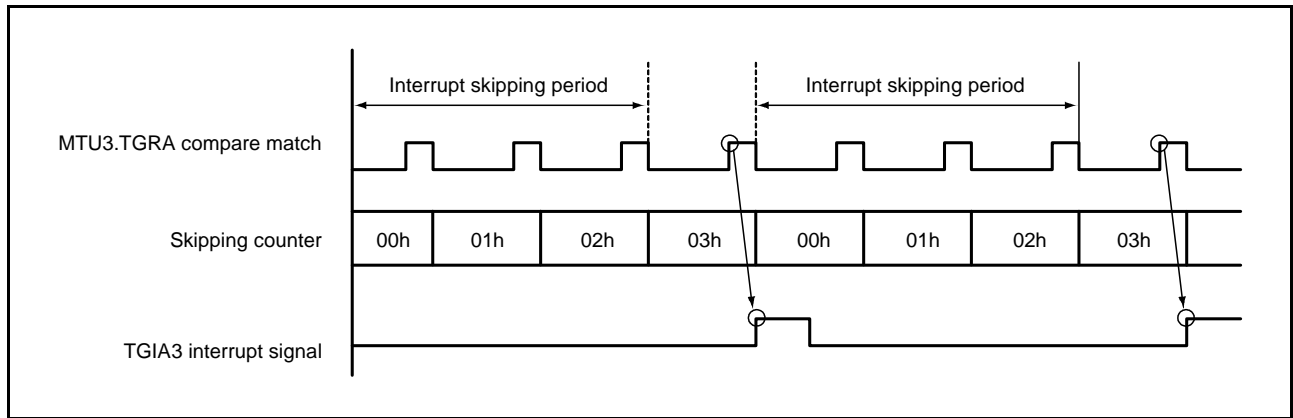 Interrupt skipping period Interrupt skipping period
MTU3.TGRA compare match
Skipping counter 00h 01h 02h 03h 00h 01h 02h 03h
TGIA3 interrupt signal